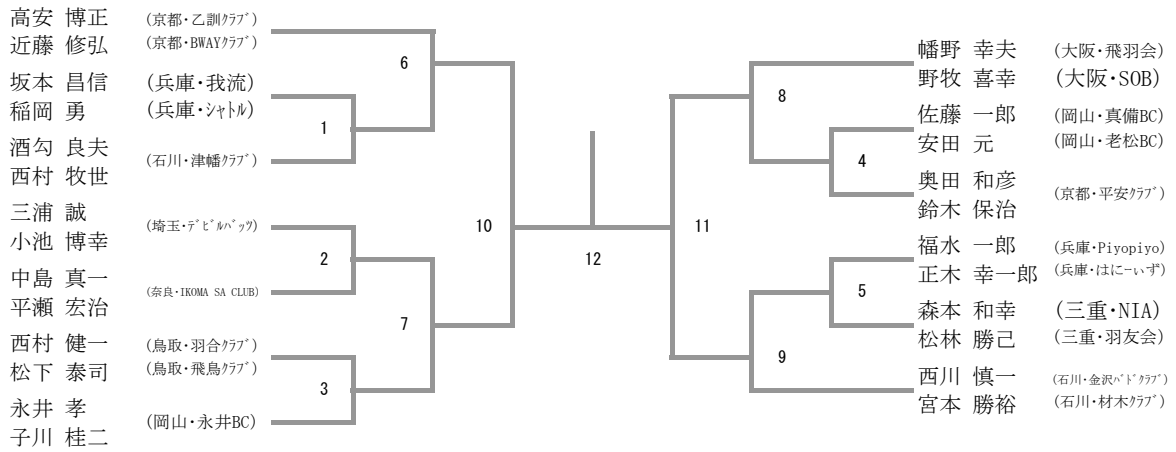 高安 博正 (京都・乙訓ｸﾗﾌﾞ)
近藤 修弘 (京都・BWAYｸﾗﾌﾞ)
坂本 昌信 (兵庫・我流)
稲岡 勇 (兵庫・ｼｬﾄﾙ)
酒勾 良夫
(石川・津幡ｸﾗﾌﾞ)
西村 牧世
三浦 誠
(埼玉・ﾃﾞﾋﾞﾙﾊﾞｯﾂ)
小池 博幸
中島 真一
(奈良・IKOMA SA CLUB)
平瀬 宏治
西村 健一 (鳥取・羽合ｸﾗﾌﾞ)
松下 泰司 (鳥取・飛鳥ｸﾗﾌﾞ)
永井 孝
(岡山・永井BC)
子川 桂二
6
1
2
7
3
10
12
11
8
4
5
9
幡野 幸夫 (大阪・飛羽会)
野牧 喜幸 (大阪・SOB)
佐藤 一郎 (岡山・真備BC)
安田 元 (岡山・老松BC)
奥田 和彦
(京都・平安ｸﾗﾌﾞ)
鈴木 保治
福水 一郎 (兵庫・Piyopiyo)
正木 幸一郎 (兵庫・はにーぃず)
森本 和幸 (三重・NIA)
松林 勝己 (三重・羽友会)
西川 慎一 (石川・金沢ﾊﾞﾄﾞｸﾗﾌﾞ)
宮本 勝裕 (石川・材木ｸﾗﾌﾞ)